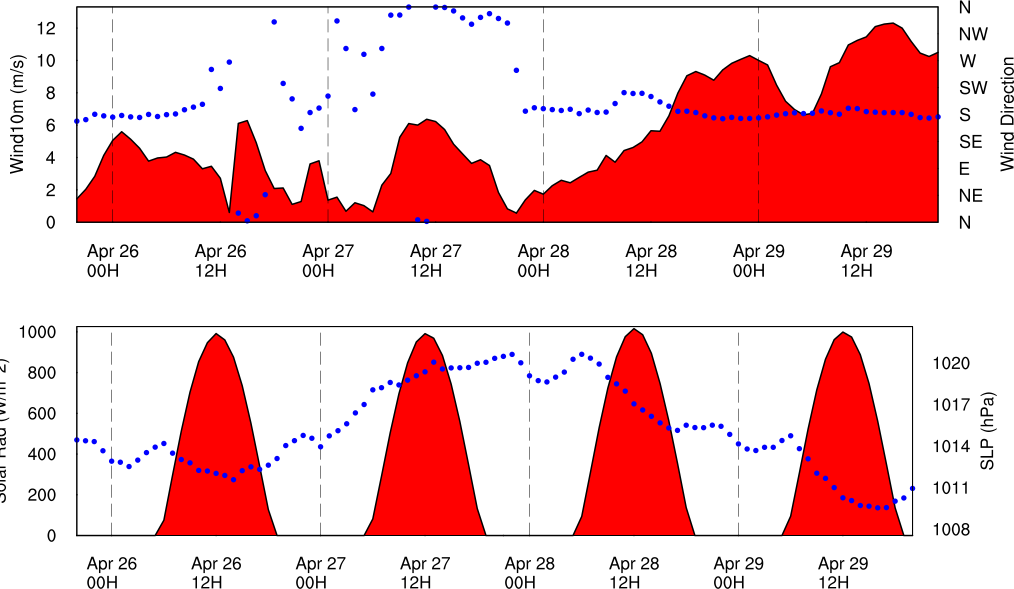 N
12
NW
10
W
8
SW
6
S
4
SE
E
2
NE
0
N
Wind10m (m/s)
Wind Direction
Apr 26 Apr 26 Apr 27 Apr 27 Apr 28 Apr 28 Apr 29 Apr 29
00H 12H 00H 12H 00H 12H 00H 12H
1000
1020
800
1017
600
1014
400
1011
200
1008
0
Solar Rad (W/m^2)
SLP (hPa)
Apr 26 Apr 26 Apr 27 Apr 27 Apr 28 Apr 28 Apr 29 Apr 29
00H 12H 00H 12H 00H 12H 00H 12H